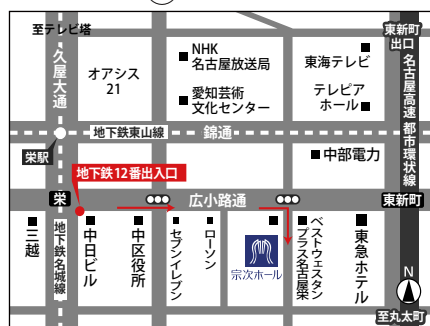 至テレビ塔
久屋大通
オアシス
21
NHK
名古屋放送局
愛知芸術
文化センター
東海テレビ
テレピア
ホール
東新町
出口
名古屋高速 都市環状線
地下鉄東山線
錦通
栄駅
中部電力
地下鉄12番出入口
栄
広小路通
東新町
三越
地下鉄名城線
中日ビル
中区役所
セブンイレブン
ローソン
宗次ホール
ベストウェスタン
プラス名古屋栄
東急ホテル
N
至丸太町